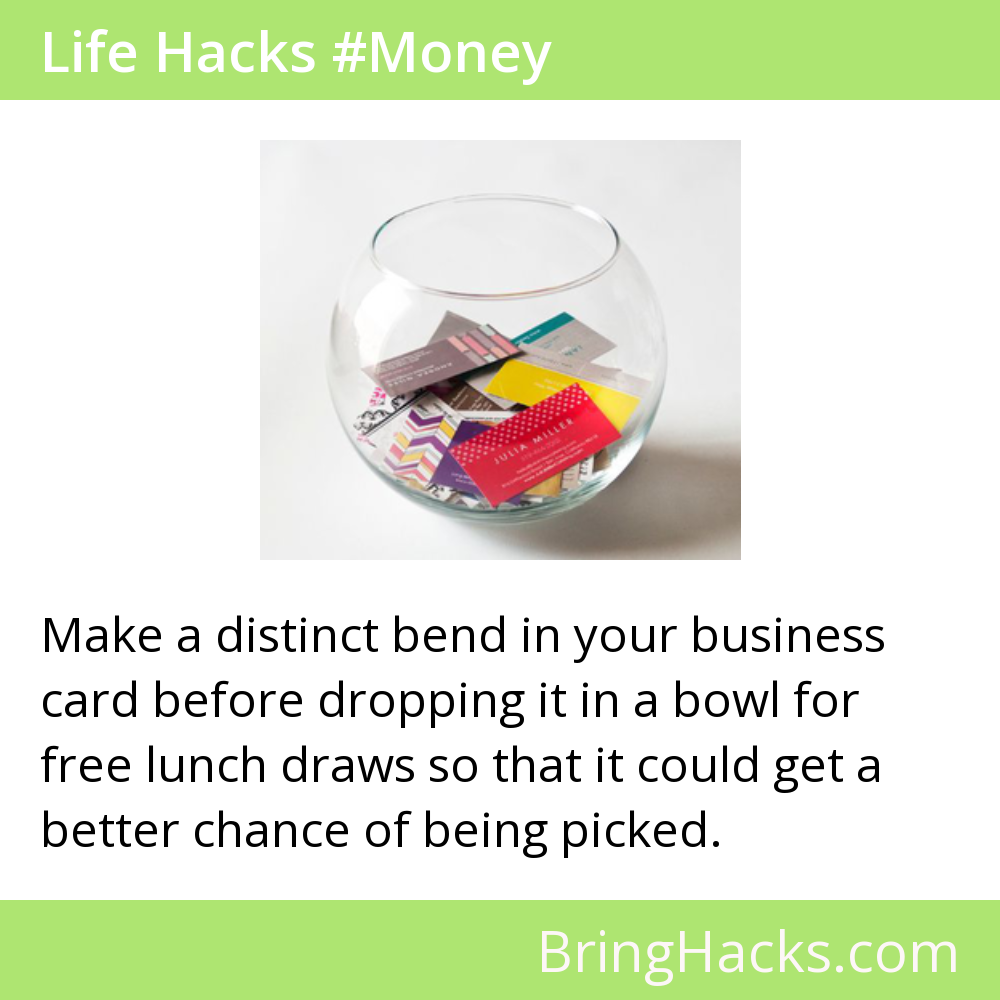 Life Hacks #Money
JULIA MILLER
Make a distinct bend in your business
card before dropping it in a bowl for
free lunch draws so that it could get a
better chance of being picked.
BringHacks.com